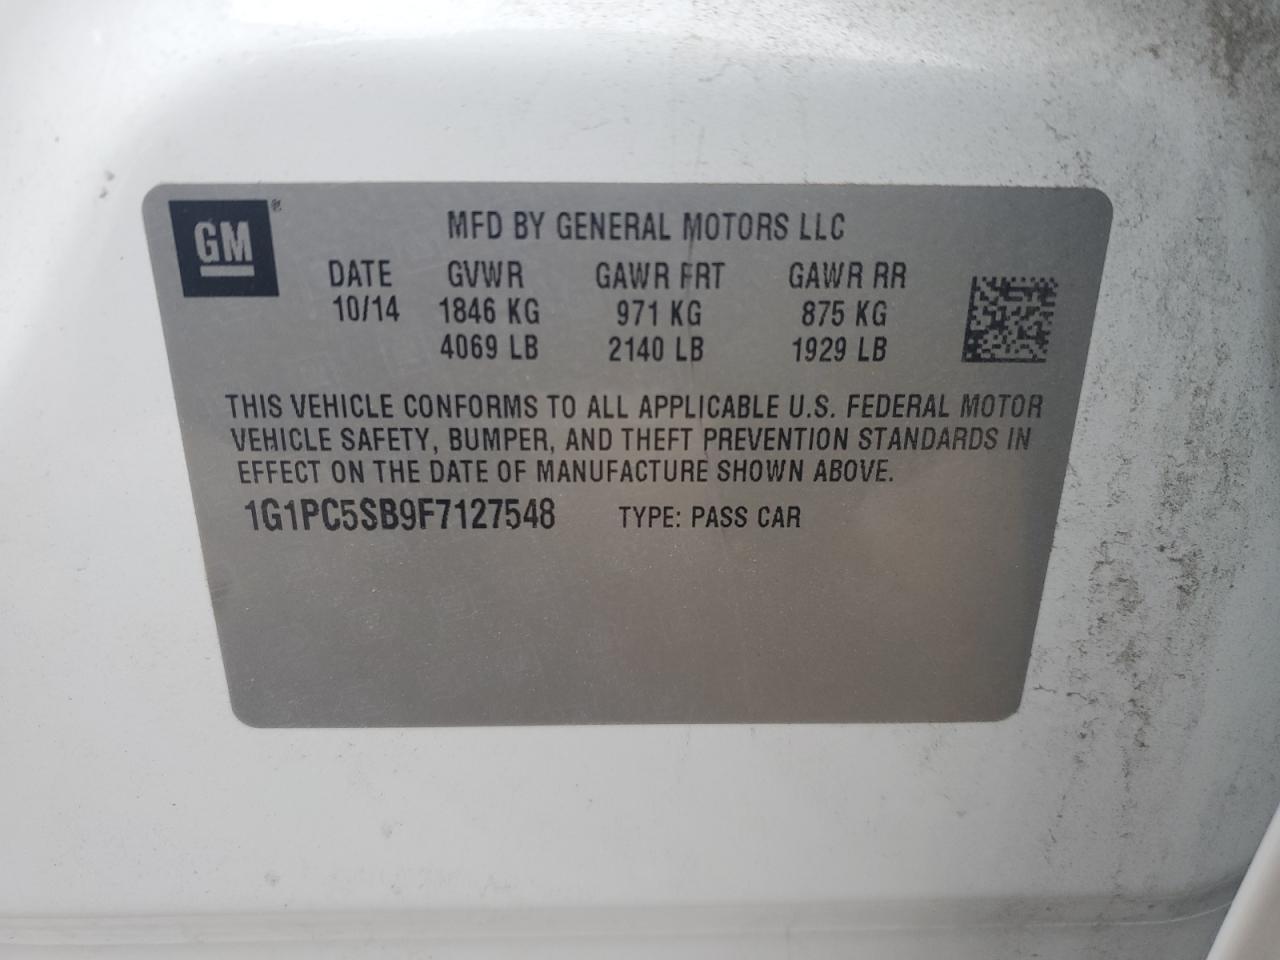 GM®
MFD BY GENERAL MOTORS LLC
DATE GVWR GAWR FRT GAWR RR
10/14 1846 KG 971 KG 875 KG
4069 LB 2140 LB 1929 LB
THIS VEHICLE CONFORMS TO ALL APPLICABLE U.S. FEDERAL MOTOR
VEHICLE SAFETY, BUMPER, AND THEFT PREVENTION STANDARDS IN
EFFECT ON THE DATE OF MANUFACTURE SHOWN ABOVE.
1G1PC5SB9F7127548 TYPE: PASS CAR